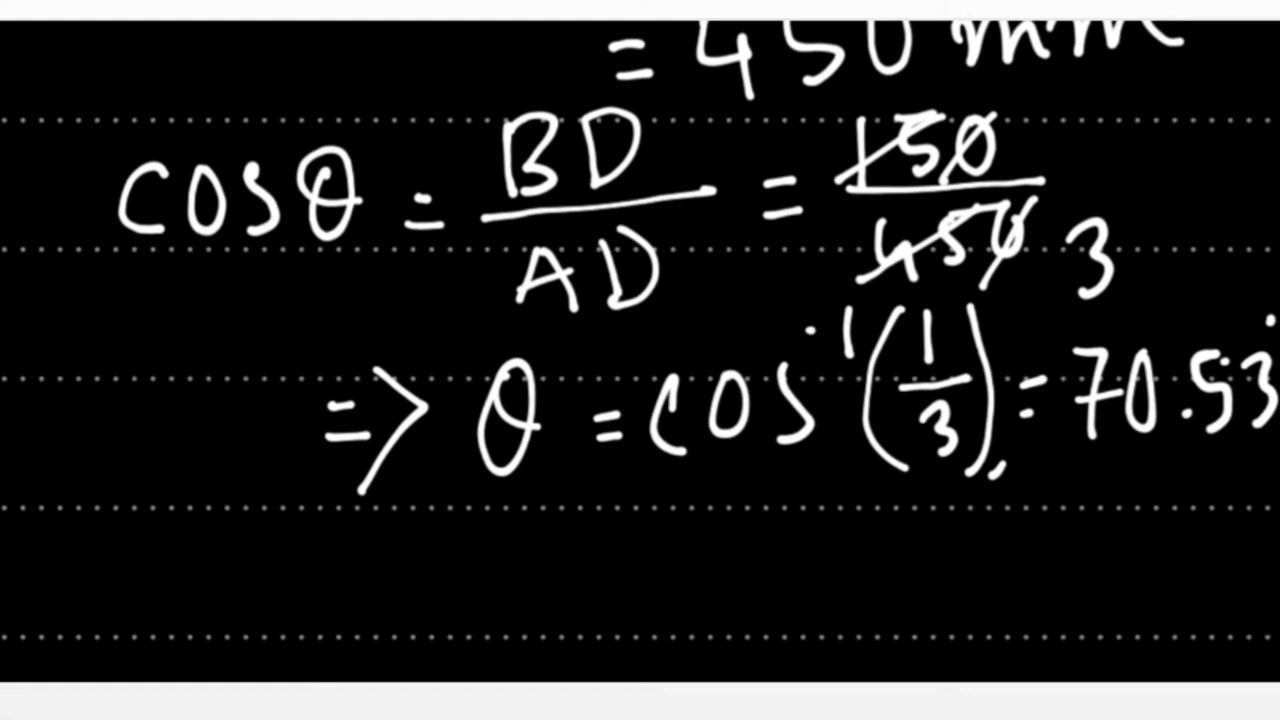 = 450 mm
cosθ = BD/AD = 150/450 3
=> θ = cos⁻¹(1/3), = 70.53°